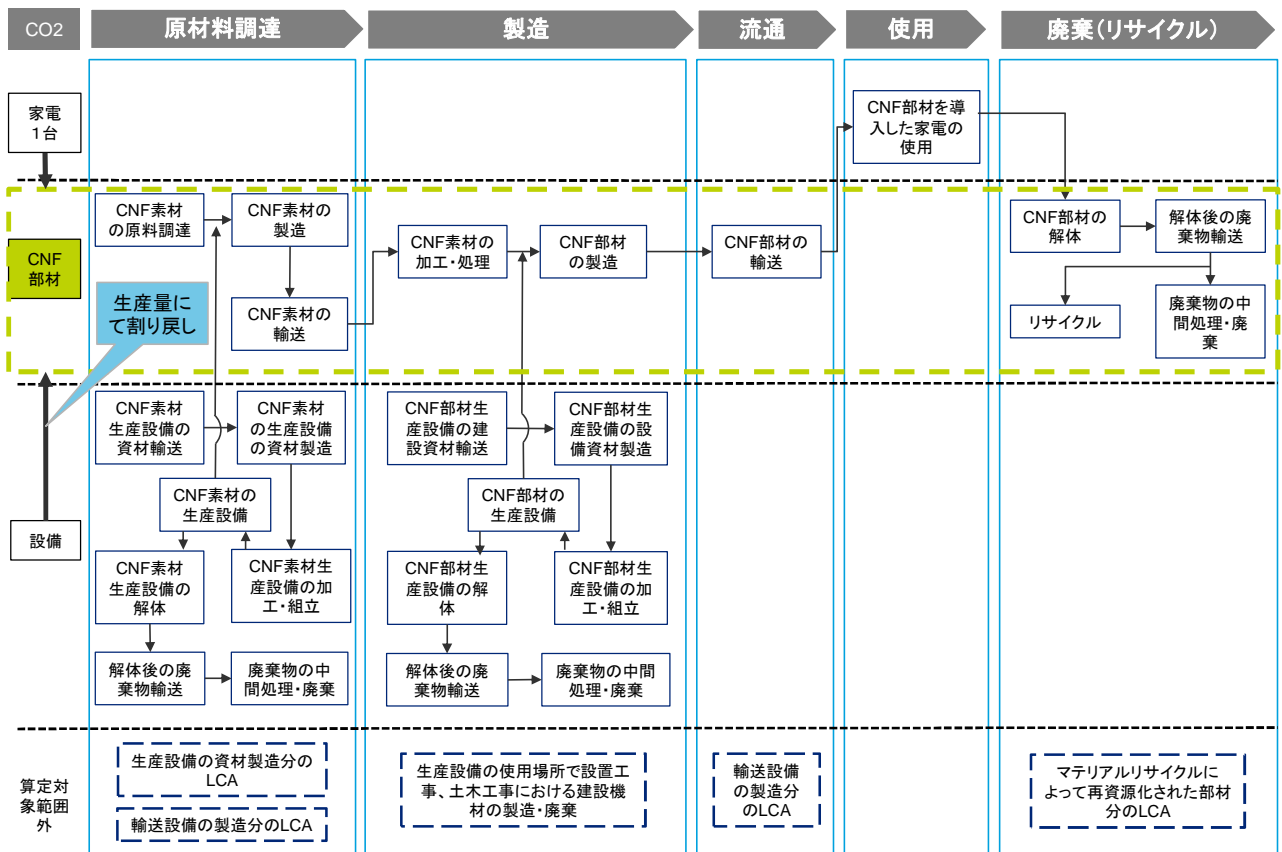 CO2
原材料調達
製造
流通
使用
廃棄(リサイクル)
家電
1台
CNF部材を導
入した家電の
使用
CNF
部材
生産量に
て割り戻し
CNF素材
の原料調達
CNF素材の
製造
CNF素材の
輸送
CNF素材の
加工・処理
CNF部材
の製造
CNF部材の
輸送
CNF部材の
解体
解体後の廃
棄物輸送
リサイクル
廃棄物の中
間処理・廃
棄
設備
CNF素材
生産設備の
資材輸送
CNF素材
の生産設備
の資材製造
CNF素材の
生産設備
CNF素材
生産設備の
解体
CNF素材生
産設備の加
工・組立
解体後の廃
棄物輸送
廃棄物の中間
処理・廃棄
CNF部材生
産設備の建
設資材輸送
CNF部材生
産設備の設
備資材製造
CNF部材の
生産設備
CNF部材生
産設備の解
体
CNF部材生
産設備の加
工・組立
解体後の廃
棄物輸送
廃棄物の中間
処理・廃棄
算定対
象範囲
外
生産設備の資材製造分の
LCA
輸送設備の製造分のLCA
生産設備の使用場所で設置工
事、土木工事における建設機
材の製造・廃棄
輸送設備
の製造分
のLCA
マテリアルリサイクルに
よって再資源化された部材
分のLCA